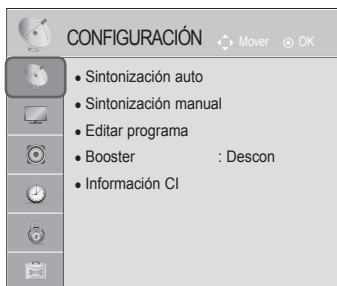 CONFIGURACIÓN Mover OK
• Sintonización auto
• Sintonización manual
• Editar programa
• Booster : Descon
• Información CI